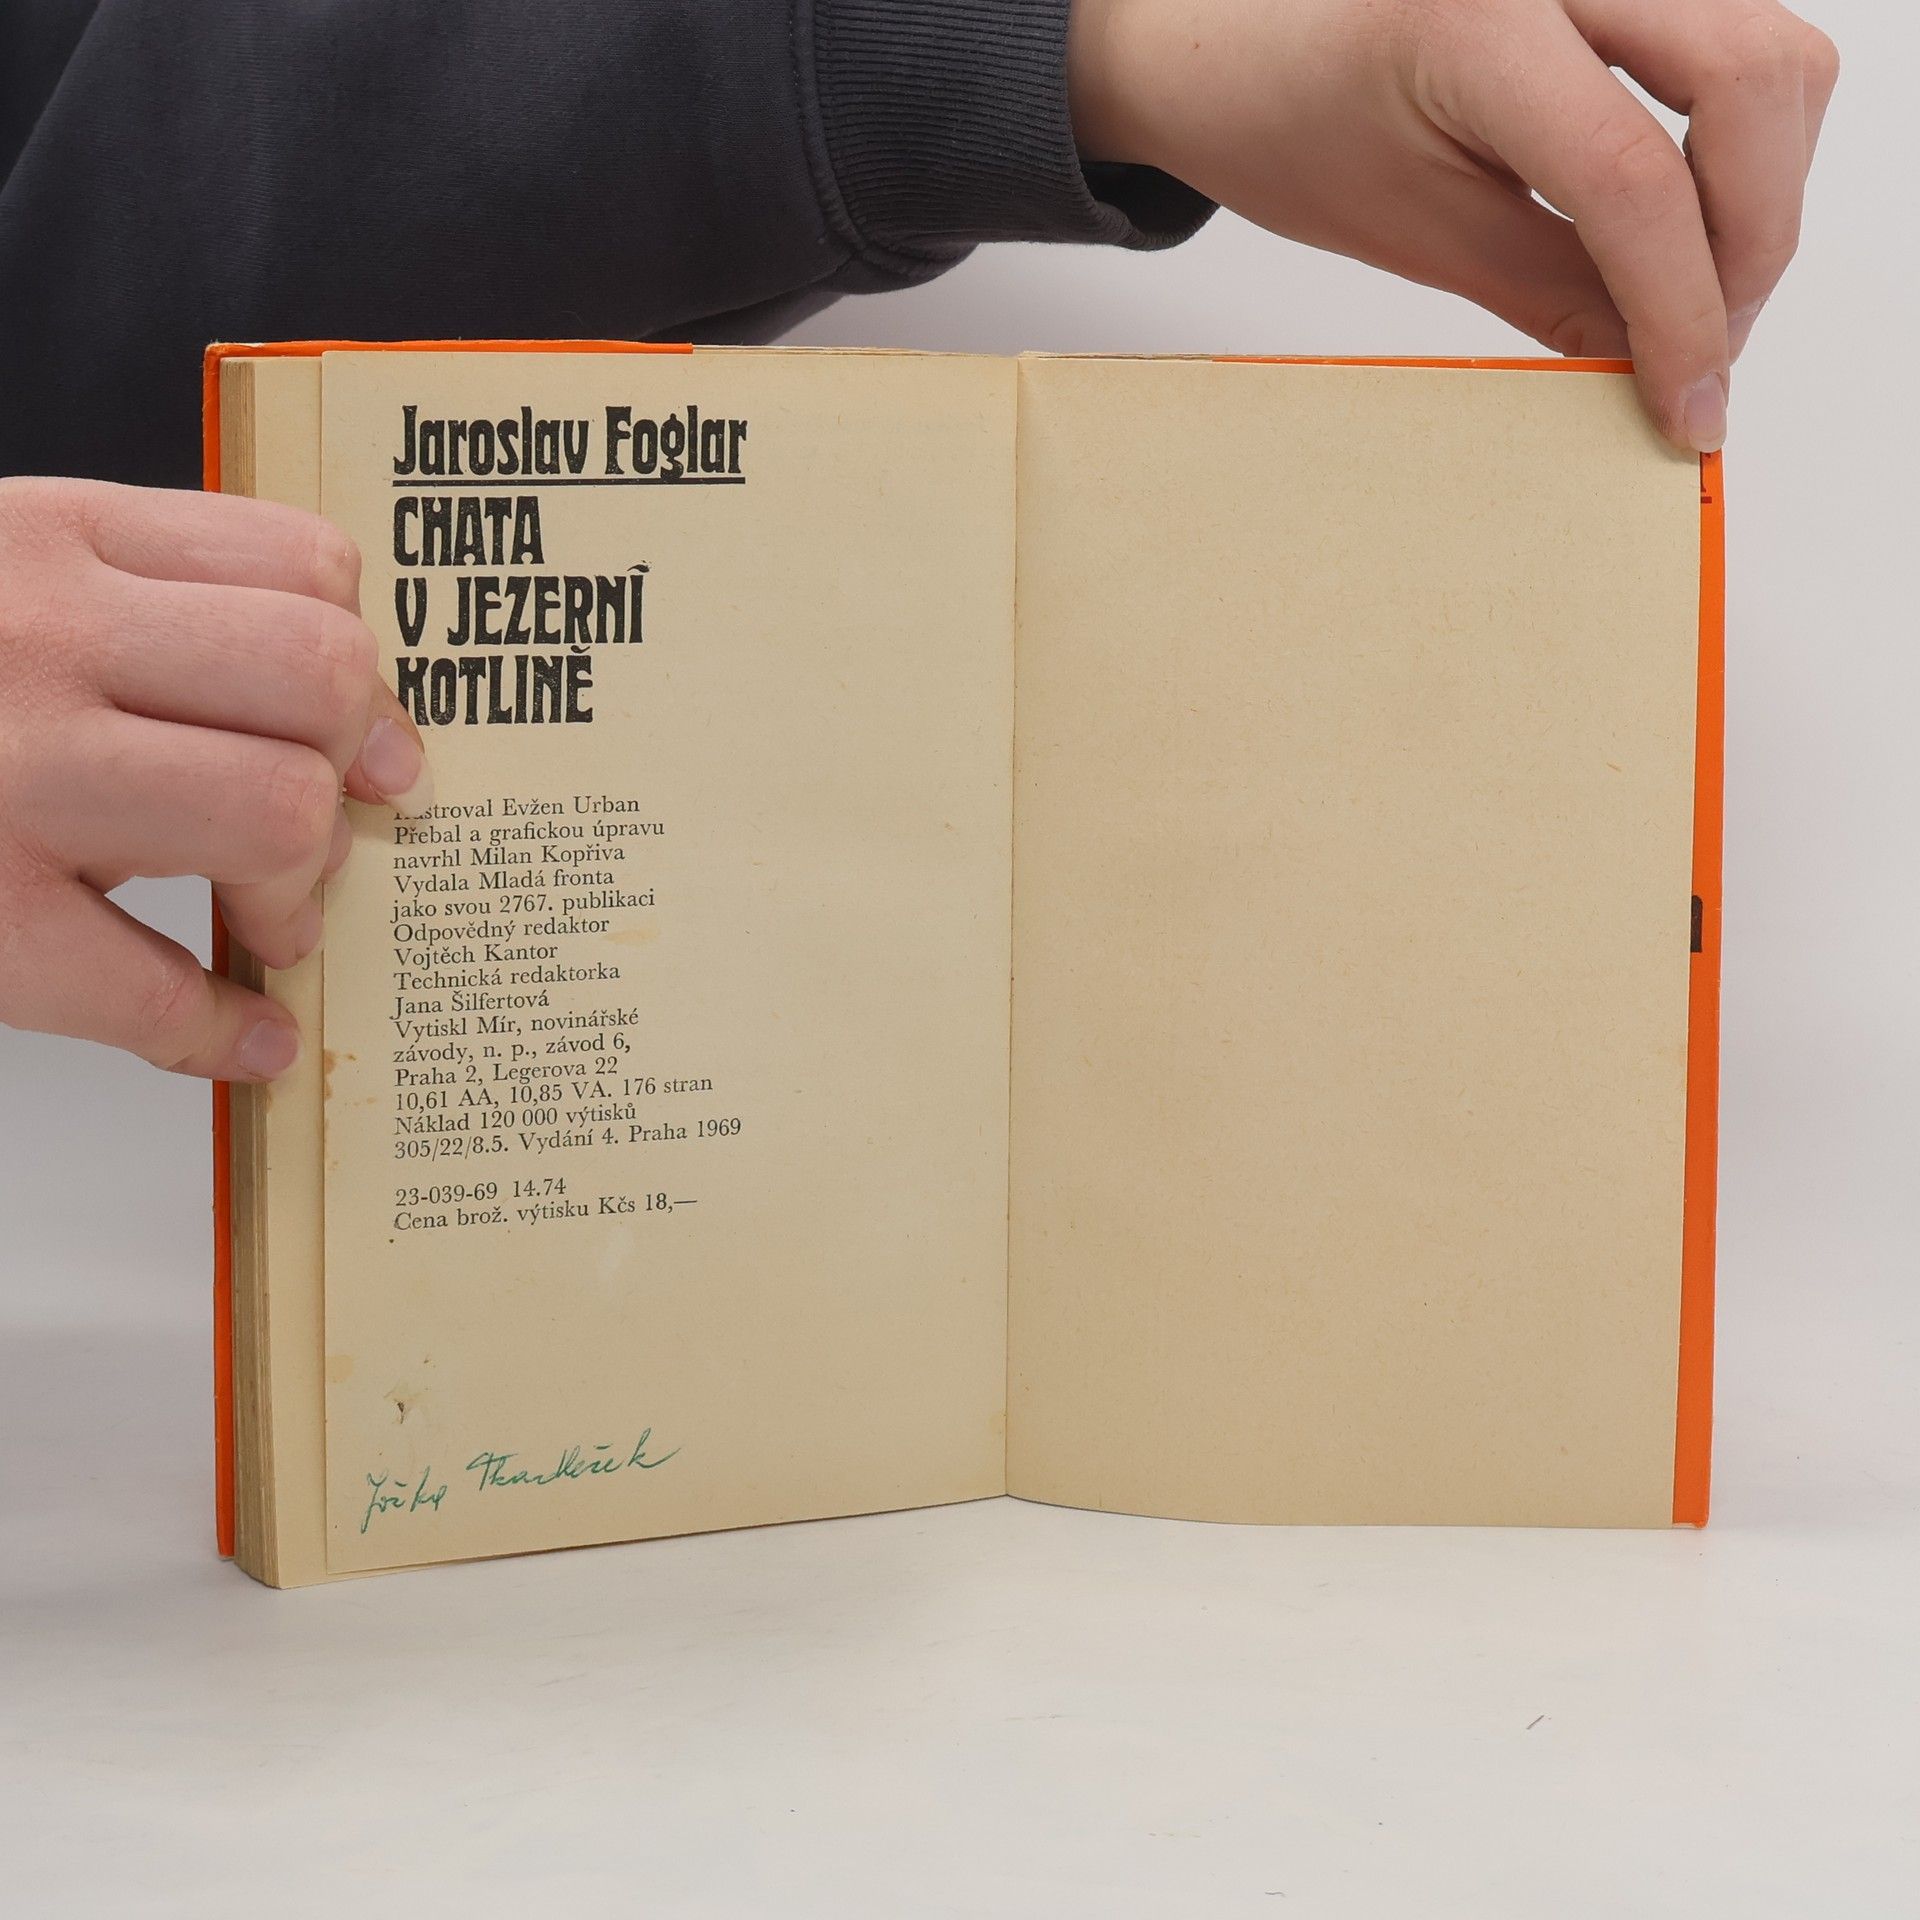 Jaroslav Foglar
CHATA
V JEZERNÍ
KOTLINĚ
Evžen Urban
Přebal a grafickou úpravu
navrhl Milan Kopřiva
Vydala Mladá fronta
jako svou 2767. publikaci
Odpovědný redaktor
Vojtěch Kantor
Technická redaktorka
Jana Šilfertová
Vytiskl Mír, novinářské
závody, n. p., závod 6,
Praha 2, Legerova 22
10,61 AA, 10,85 VA. 176 stran
Náklad 120 000 výtisků
305/22/8.5. Vydání 4. Praha 1969
23-039-69 14.74
Cena brož. výtisku Kčs 18,—